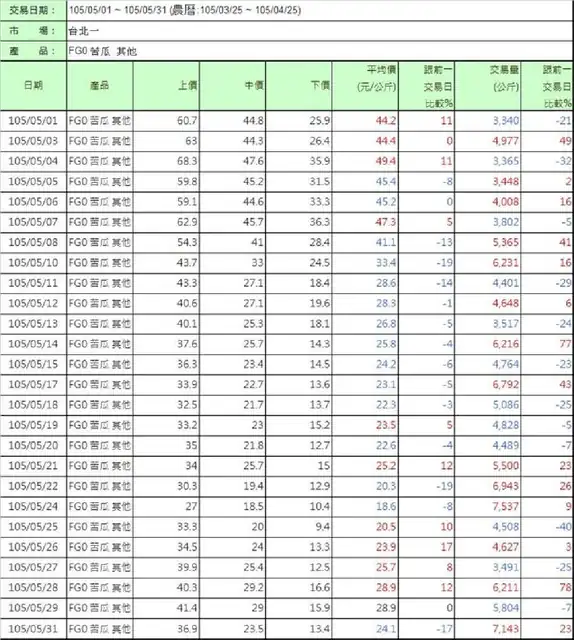 交易日期： 105/05/01 ~ 105/05/31 (農曆:105/03/25 ~ 105/04/25)
市 場： 台北一
產 品： FG0 苦瓜 其他
日期 產品 上價 中價 下價 平均價 (元/公斤) 跟前一交易日比較% 交易量 (公斤) 跟前一交易日比較%
105/05/01 FG0 苦瓜 其他 60.7 44.8 25.9 44.2 11 3,340 -21
105/05/03 FG0 苦瓜 其他 63 44.3 26.4 44.4 0 4,977 49
105/05/04 FG0 苦瓜 其他 68.3 47.6 35.9 49.4 11 3,365 -32
105/05/05 FG0 苦瓜 其他 59.8 45.2 31.5 45.4 -8 3,448 2
105/05/06 FG0 苦瓜 其他 59.1 44.6 33.3 45.2 0 4,008 16
105/05/07 FG0 苦瓜 其他 62.9 45.7 36.3 47.3 5 3,802 -5
105/05/08 FG0 苦瓜 其他 54.3 41 28.4 41.1 -13 5,365 41
105/05/10 FG0 苦瓜 其他 43.7 33 24.5 33.4 -19 6,231 16
105/05/11 FG0 苦瓜 其他 43.3 27.1 18.4 28.6 -14 4,401 -29
105/05/12 FG0 苦瓜 其他 40.6 27.1 19.6 28.3 -1 4,648 6
105/05/13 FG0 苦瓜 其他 40.1 25.3 18.1 26.8 -5 3,517 -24
105/05/14 FG0 苦瓜 其他 37.6 25.7 14.3 25.8 -4 6,216 77
105/05/15 FG0 苦瓜 其他 36.3 23.4 14.5 24.2 -6 4,764 -23
105/05/17 FG0 苦瓜 其他 33.9 22.7 13.6 23.1 -5 6,792 43
105/05/18 FG0 苦瓜 其他 32.5 21.7 13.7 22.3 -3 5,086 -25
105/05/19 FG0 苦瓜 其他 33.2 23 15.2 23.5 5 4,828 -5
105/05/20 FG0 苦瓜 其他 35 21.8 12.7 22.6 -4 4,489 -7
105/05/21 FG0 苦瓜 其他 34 25.7 15 25.2 12 5,500 23
105/05/22 FG0 苦瓜 其他 30.3 19.4 12.9 20.3 -19 6,943 26
105/05/24 FG0 苦瓜 其他 27 18.5 10.4 18.6 -8 7,537 9
105/05/25 FG0 苦瓜 其他 33.3 20 9.4 20.5 10 4,508 -40
105/05/26 FG0 苦瓜 其他 34.5 24 13.3 23.9 17 4,627 3
105/05/27 FG0 苦瓜 其他 39.9 25.4 12.5 25.7 8 3,491 -25
105/05/28 FG0 苦瓜 其他 40.3 29.2 16.6 28.9 12 6,211 78
105/05/29 FG0 苦瓜 其他 41.4 29 15.9 28.9 0 5,804 -7
105/05/31 FG0 苦瓜 其他 36.9 23.5 13.4 24.1 -17 7,143 23